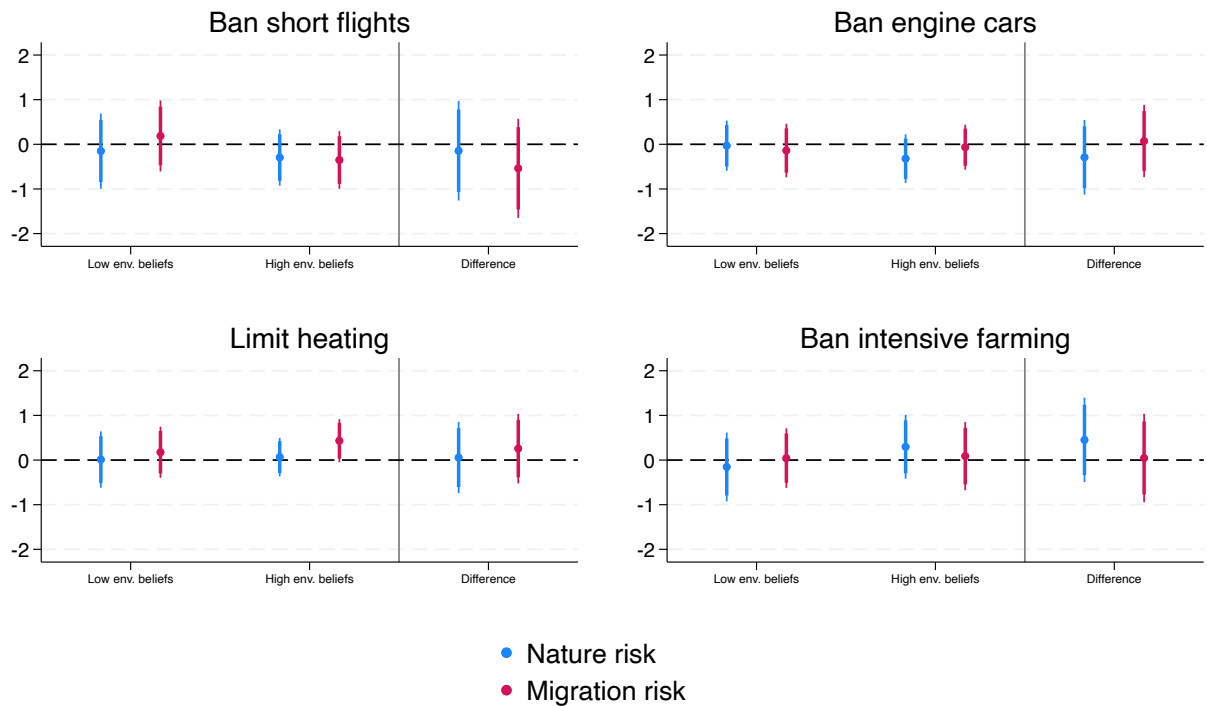 Ban short flights
2
1
0
-1
-2
Low env. beliefs
High env. beliefs
Difference
Ban engine cars
2
1
0
-1
-2
Low env. beliefs
High env. beliefs
Difference
Limit heating
2
1
0
-1
-2
Low env. beliefs
High env. beliefs
Difference
Ban intensive farming
2
1
0
-1
-2
Low env. beliefs
High env. beliefs
Difference
Nature risk
Migration risk